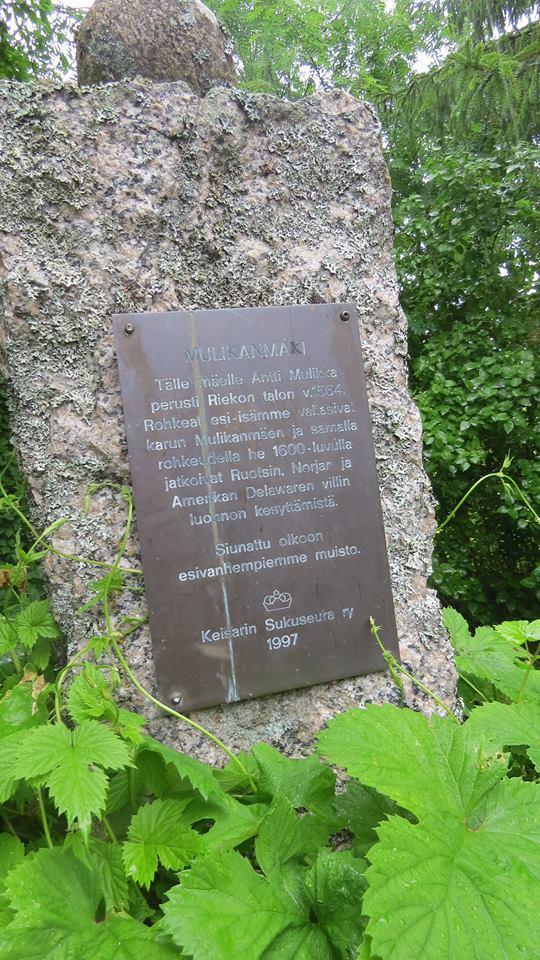 MULIKANMÄKI
Tälle mäelle Antti Mulikka
perusti Riekon talon v.1564.
Rohkeat esi-isämme valtasivat
karun Mulikanmäen ja samalla
rohkeudella he 1600-luvulla
jatkoivat Ruotsin, Norjan ja
Amerikan Delawaren villin
luonnon kesyttämistä.
Siunattu olkoon
esivanhempiemme muisto.
Keisarin Sukuseura ry
1997